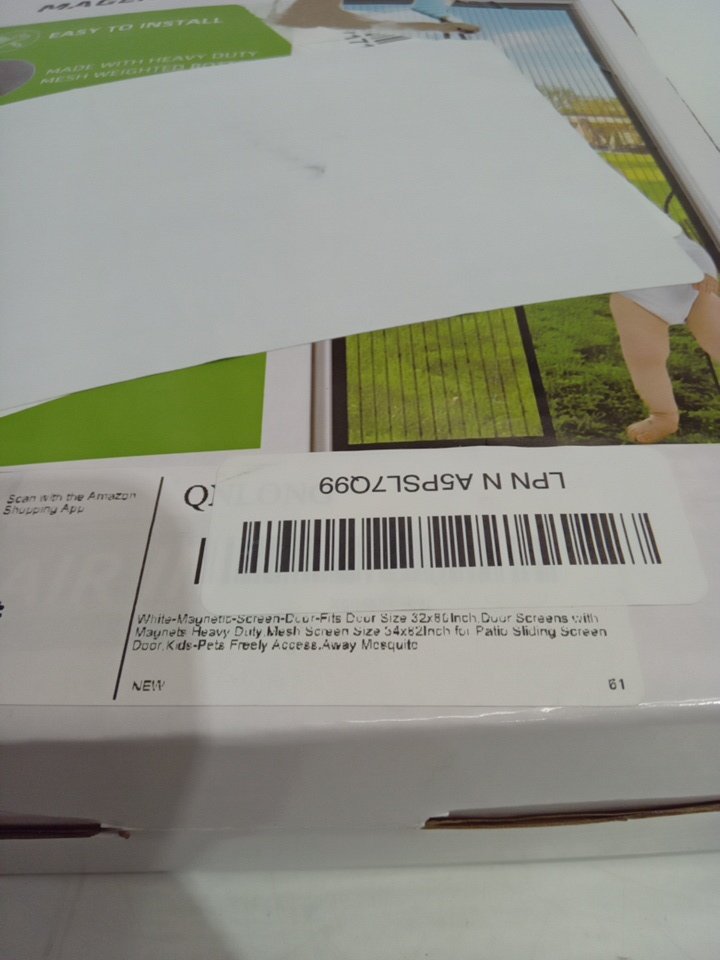 EASY TO INSTALL
MADE WITH HEAVY DUTY
MESH WEIGHTED
LPN N A5PSL7Q99
Scan with the Amazon
Shopping App
White-Magnetic-Screen-Door-Fits Door Size 32x80Inch,Door Screens with
Magnets Heavy Duty,Mesh Screen Size 34x82Inch for Patio Sliding Screen
Door,Kids-Pets Freely Access,Away Mosquito
NEW
61